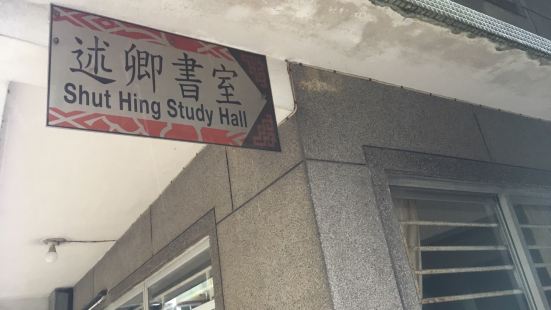 述卿書室
Shut Hing Study Hall